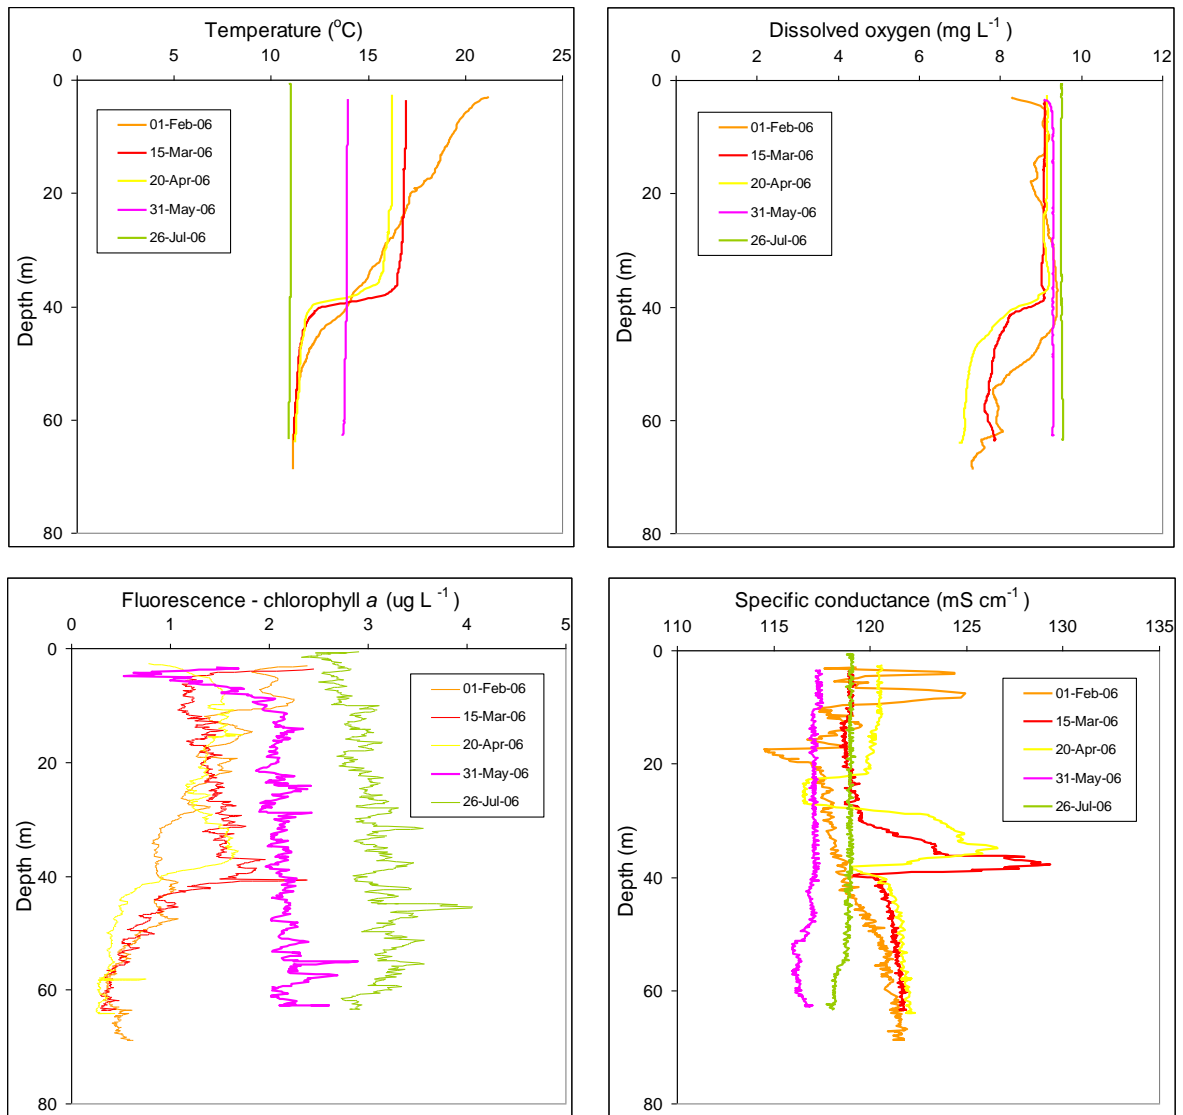 Temperature (°C)
0 5 10 15 20 25
0
20
40
60
80
Depth (m)
01-Feb-06
15-Mar-06
20-Apr-06
31-May-06
26-Jul-06
Dissolved oxygen (mg L⁻¹)
0 2 4 6 8 10 12
0
20
40
60
80
Depth (m)
01-Feb-06
15-Mar-06
20-Apr-06
31-May-06
26-Jul-06
Fluorescence - chlorophyll a (ug L ⁻¹)
0 1 2 3 4 5
0
20
40
60
80
Depth (m)
01-Feb-06
15-Mar-06
20-Apr-06
31-May-06
26-Jul-06
Specific conductance (mS cm⁻¹)
110 115 120 125 130 135
0
20
40
60
80
Depth (m)
01-Feb-06
15-Mar-06
20-Apr-06
31-May-06
26-Jul-06